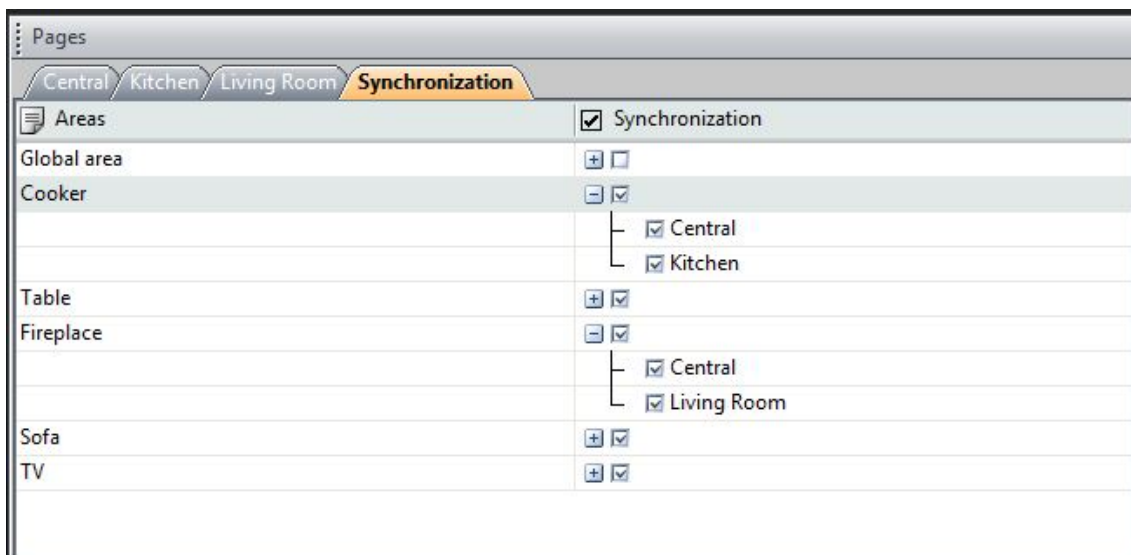 Pages
Central Kitchen Living Room Synchronization
Areas Synchronization
Global area
Cooker
Central
Kitchen
Table
Fireplace
Central
Living Room
Sofa
TV